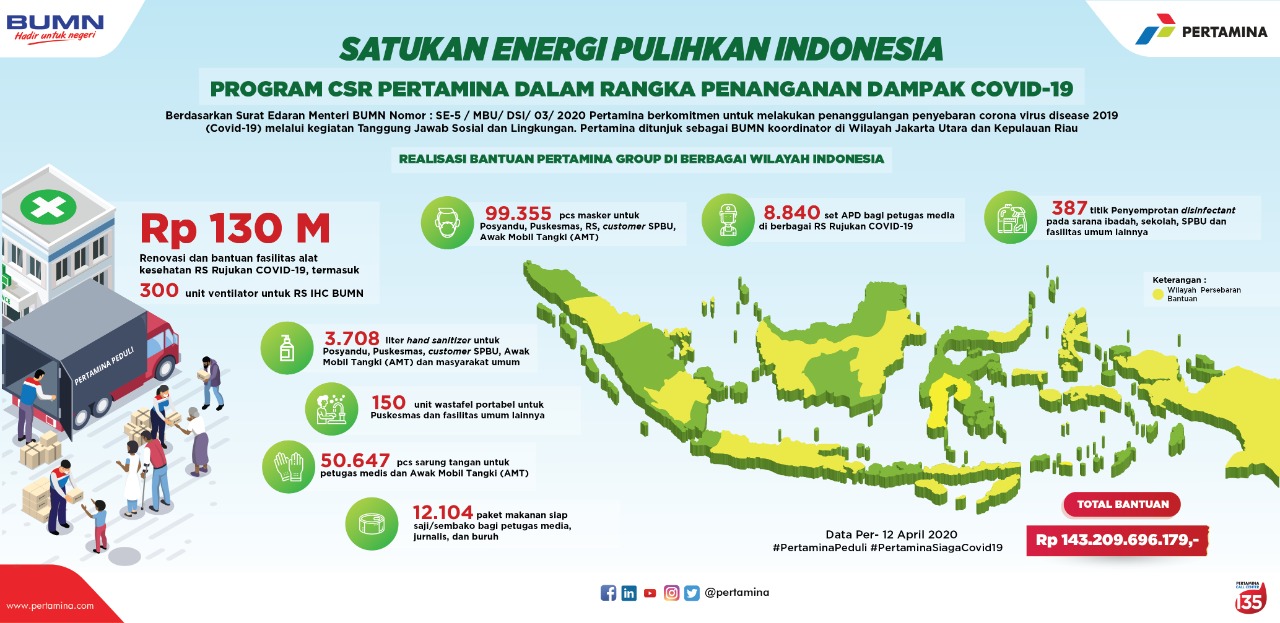 BUMN
Hadir untuk negeri
PERTAMINA
SATUKAN ENERGI PULIHKAN INDONESIA
PROGRAM CSR PERTAMINA DALAM RANGKA PENANGANAN DAMPAK COVID-19
Berdasarkan Surat Edaran Menteri BUMN Nomor : SE-5 / MBU/ DSI/ 03/ 2020 Pertamina berkomitmen untuk melakukan penanggulangan penyebaran corona virus disease 2019
(Covid-19) melalui kegiatan Tanggung Jawab Sosial dan Lingkungan. Pertamina ditunjuk sebagai BUMN koordinator di Wilayah Jakarta Utara dan Kepulauan Riau
REALISASI BANTUAN PERTAMINA GROUP DI BERBAGAI WILAYAH INDONESIA
Rp 130 M
Renovasi dan bantuan fasilitas alat
kesehatan RS Rujukan COVID-19, termasuk
300 unit ventilator untuk RS IHC BUMN
99.355 pcs masker untuk
Posyandu, Puskesmas, RS, customer SPBU,
Awak Mobil Tangki (AMT)
8.840 set APD bagi petugas media
di berbagai RS Rujukan COVID-19
387 titik Penyemprotan disinfectant
pada sarana ibadah, sekolah, SPBU dan
fasilitas umum lainnya
Keterangan :
Wilayah Persebaran
Bantuan
PERTAMINA PEDULI
3.708 liter hand sanitizer untuk
Posyandu, Puskesmas, customer SPBU, Awak
Mobil Tangki (AMT) dan masyarakat umum
150 unit wastafel portabel untuk
Puskesmas dan fasilitas umum lainnya
50.647 pcs sarung tangan untuk
petugas medis dan Awak Mobil Tangki (AMT)
12.104 paket makanan siap
saji/sembako bagi petugas media,
jurnalis, dan buruh
TOTAL BANTUAN
Rp 143.209.696.179,-
Data Per- 12 April 2020
#PertaminaPeduli #PertaminaSiagaCovid19
www.pertamina.com
@pertamina
PERTAMINA
CALL CENTER
135